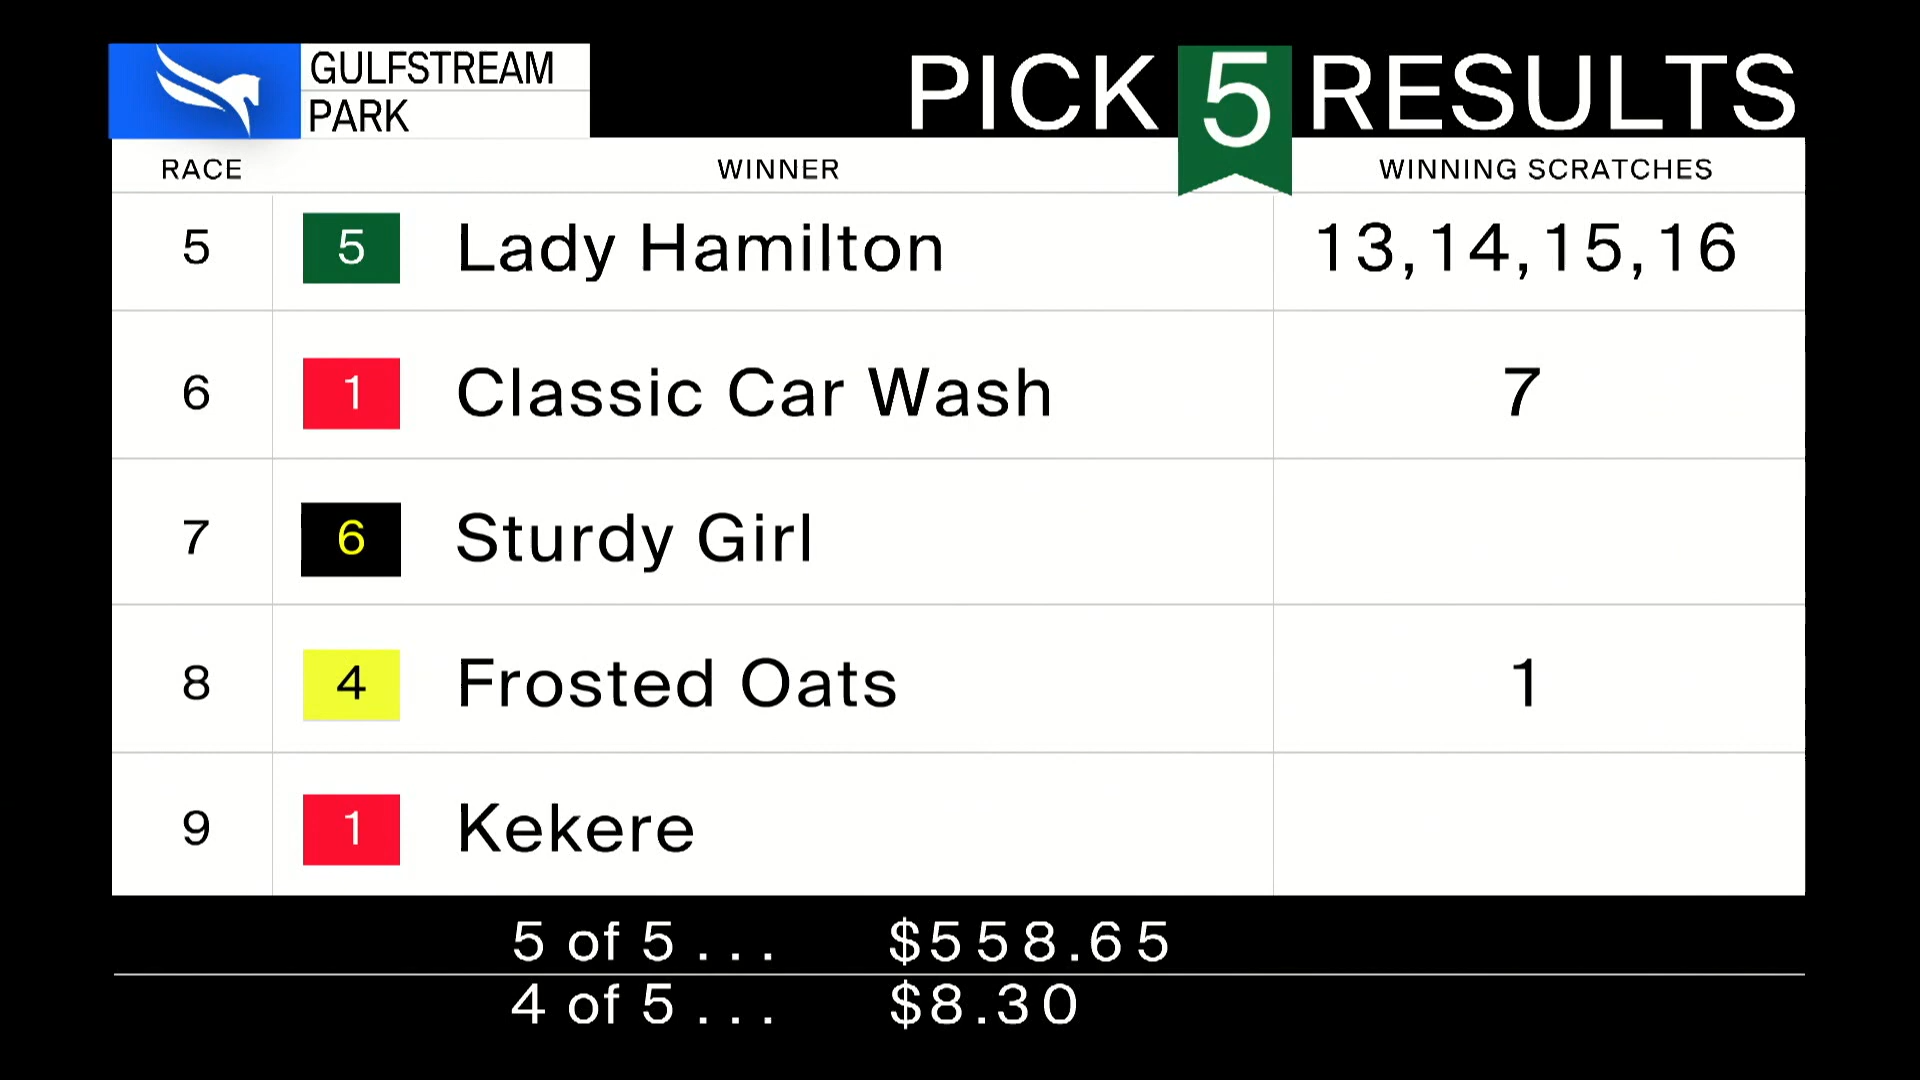 GULFSTREAM
PARK
PICK 5 RESULTS
RACE WINNER WINNING SCRATCHES
5 5 Lady Hamilton 13,14,15,16
6 1 Classic Car Wash 7
7 6 Sturdy Girl
8 4 Frosted Oats 1
9 1 Kekere
5 of 5 . . . $558.65
4 of 5 . . . $8.30